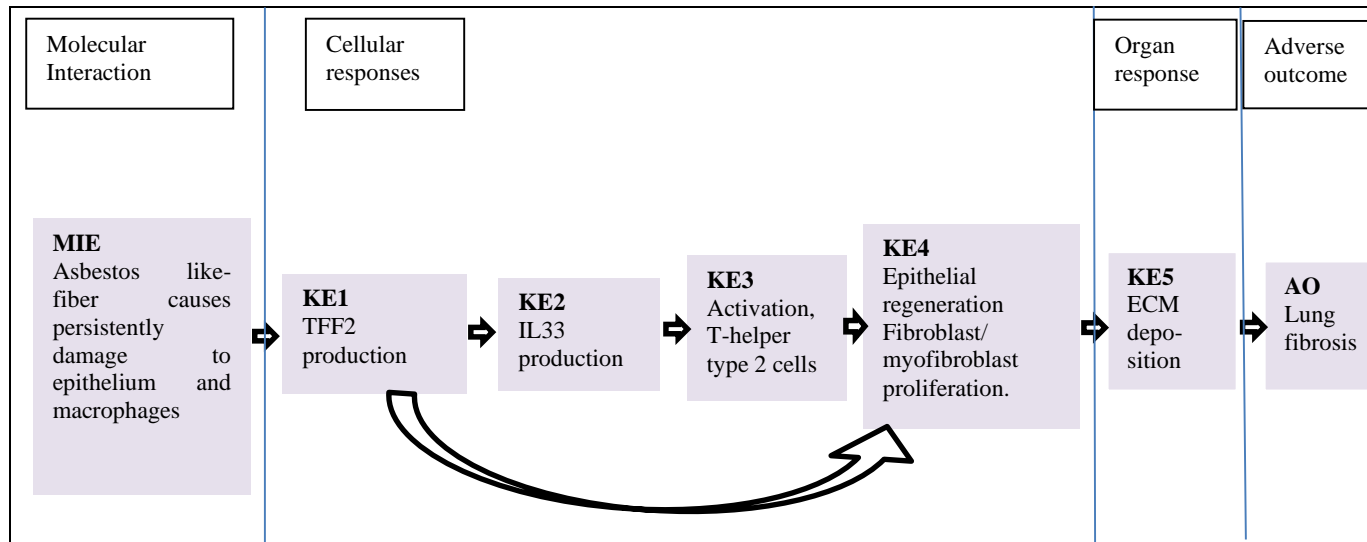 Molecular
Interaction
Cellular
responses
Organ
response
Adverse
outcome
MIE
Asbestos like-
fiber causes
persistently
damage to
epithelium and
macrophages
KE1
TFF2
production
KE2
IL33
production
KE3
Activation,
T-helper
type 2 cells
KE4
Epithelial
regeneration
Fibroblast/
myofibroblast
proliferation.
KE5
ECM
depo-
sition
AO
Lung
fibrosis